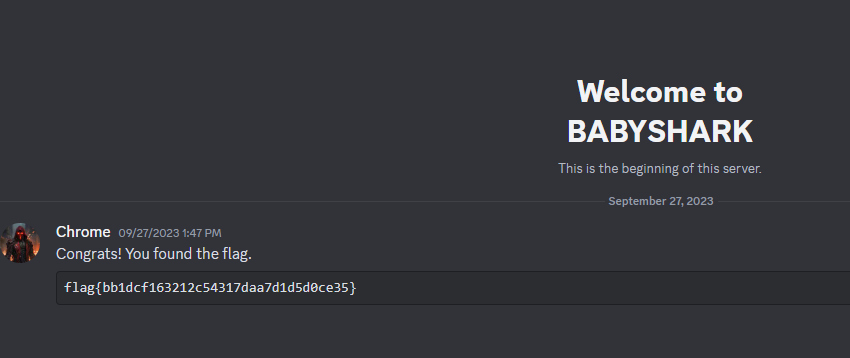 Welcome to
BABYSHARK
This is the beginning of this server.
September 27, 2023
Chrome 09/27/2023 1:47 PM
Congrats! You found the flag.
flag{bb1dcf163212c54317daa7d1d5d0ce35}